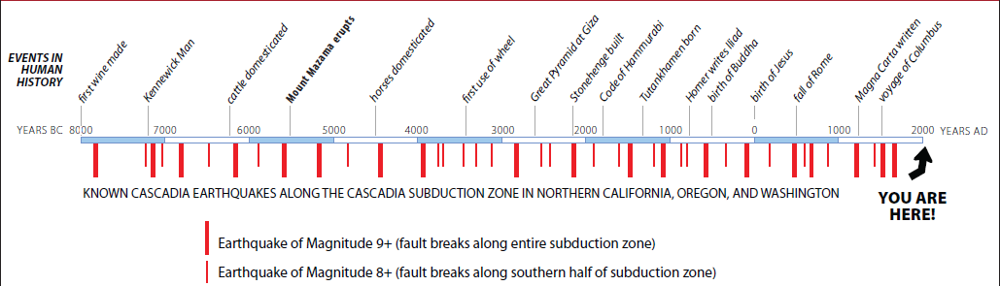 EVENTS IN
HUMAN
HISTORY
first wine made
Kennewick Man
cattle domesticated
Mount Mazama erupts
horses domesticated
first use of wheel
Great Pyramid at Giza
Stonehenge built
Code of Hammurabi
Tutankhamen born
Homer writes Iliad
birth of Buddha
birth of Jesus
fall of Rome
Magna Carta written
voyage of Columbus
YEARS BC 8000 7000 6000 5000 4000 3000 2000 1000 0 1000 2000 YEARS AD
KNOWN CASCADIA EARTHQUAKES ALONG THE CASCADIA SUBDUCTION ZONE IN NORTHERN CALIFORNIA, OREGON, AND WASHINGTON
YOU ARE
HERE!
Earthquake of Magnitude 9+ (fault breaks along entire subduction zone)
Earthquake of Magnitude 8+ (fault breaks along southern half of subduction zone)